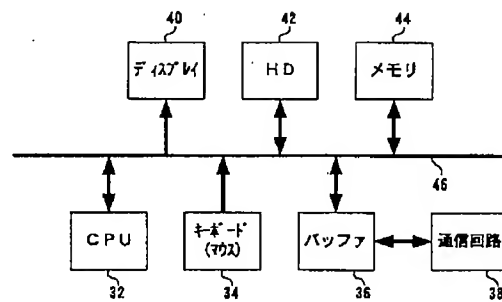 40
42
44
ディスプレイ
HD
メモリ
46
CPU
キーボード
(マウス)
バッファ
通信回路
32
34
36
38